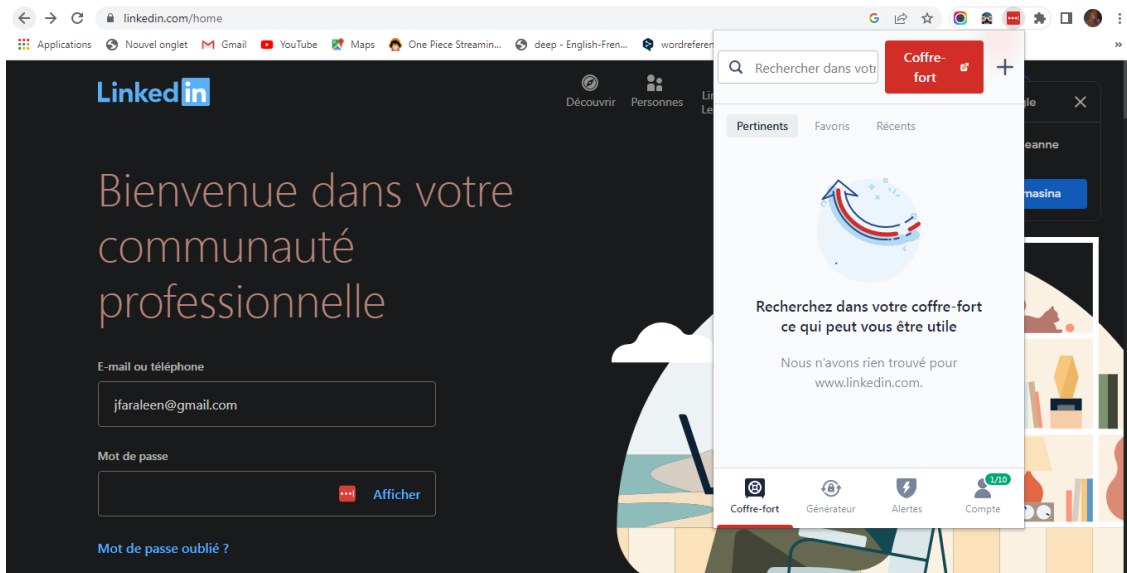 linkedin.com/home
Applications Nouvel onglet Gmail YouTube Maps One Piece Streamin... deep - English-Fren... wordreferen »
Linked in
Découvrir
Personnes
Rechercher dans votr
Coffre-
fort
Pertinents Favoris Récents
eanne
masina
Bienvenue dans votre
communauté
professionnelle
Recherchez dans votre coffre-fort
ce qui peut vous être utile
Nous n'avons rien trouvé pour
www.linkedin.com.
E-mail ou téléphone
jfaraleen@gmail.com
Mot de passe
Afficher
Mot de passe oublié ?
1/10
Coffre-fort Générateur Alertes Compte